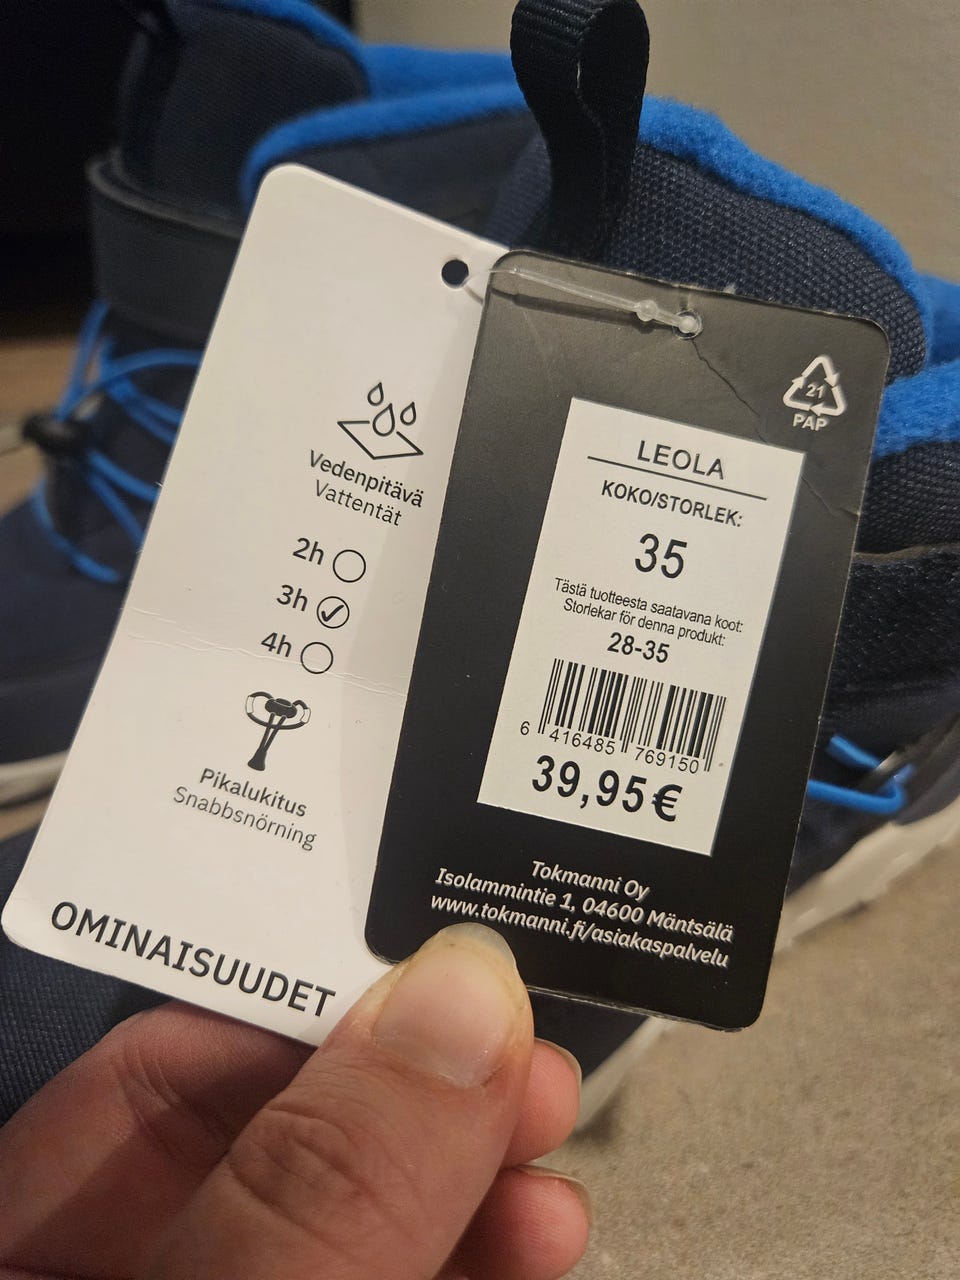 Vedenpitävä
Vattentät
2h
3h
4h
Pikalukitus
Snabbsnörning
OMINAISUUDET
21
PAP
LEOLA
KOKO/STORLEK:
35
Tästä tuotteesta saatavana koot:
Storlekar för denna produkt:
28-35
6 416485 769150
39,95€
Tokmanni Oy
Isolammintie 1, 04600 Mäntsälä
www.tokmanni.fi/asiakaspalvelu